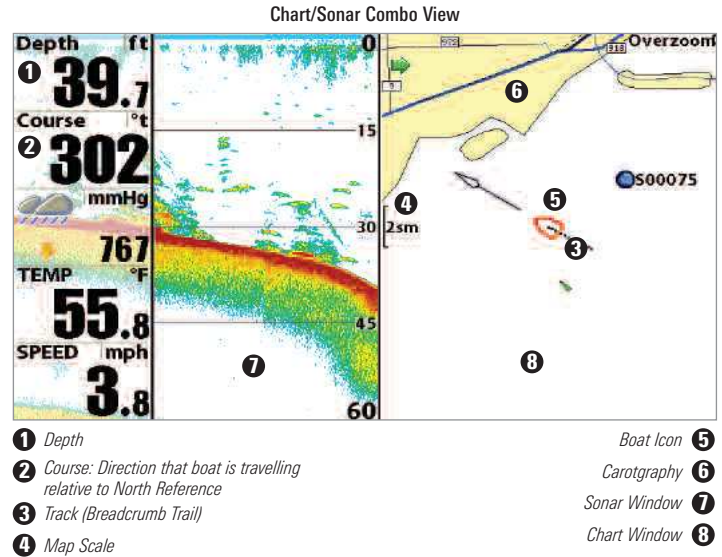 Chart/Sonar Combo View
Depth ft
1 39.7
Course °t
2 302
mmHg
767
TEMP °F
55.8
SPEED mph
3.8
0
15
30
45
60
7
918
Overzoom
6
S00075
5
4
2sm
3
8
1 Depth
2 Course: Direction that boat is travelling
relative to North Reference
3 Track (Breadcrumb Trail)
4 Map Scale
Boat Icon 5
Carotgraphy 6
Sonar Window 7
Chart Window 8